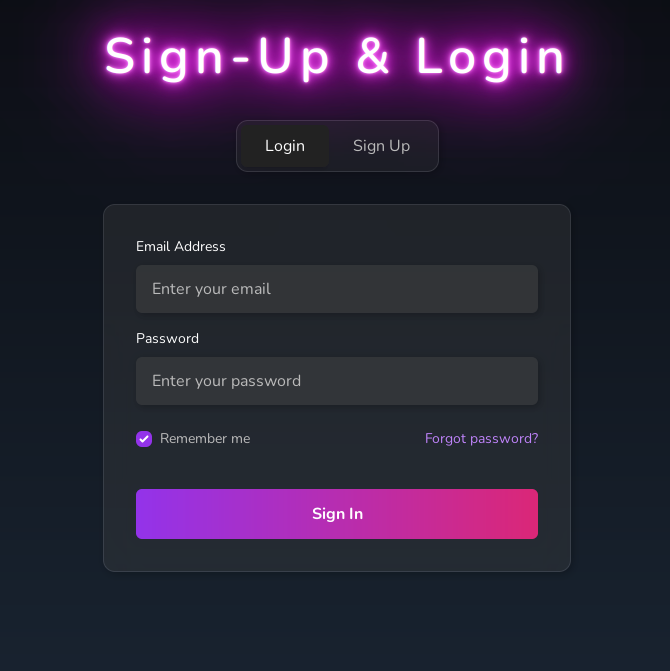 Sign-Up & Login
Login Sign Up
Email Address
Enter your email
Password
Enter your password
Remember me Forgot password?
Sign In